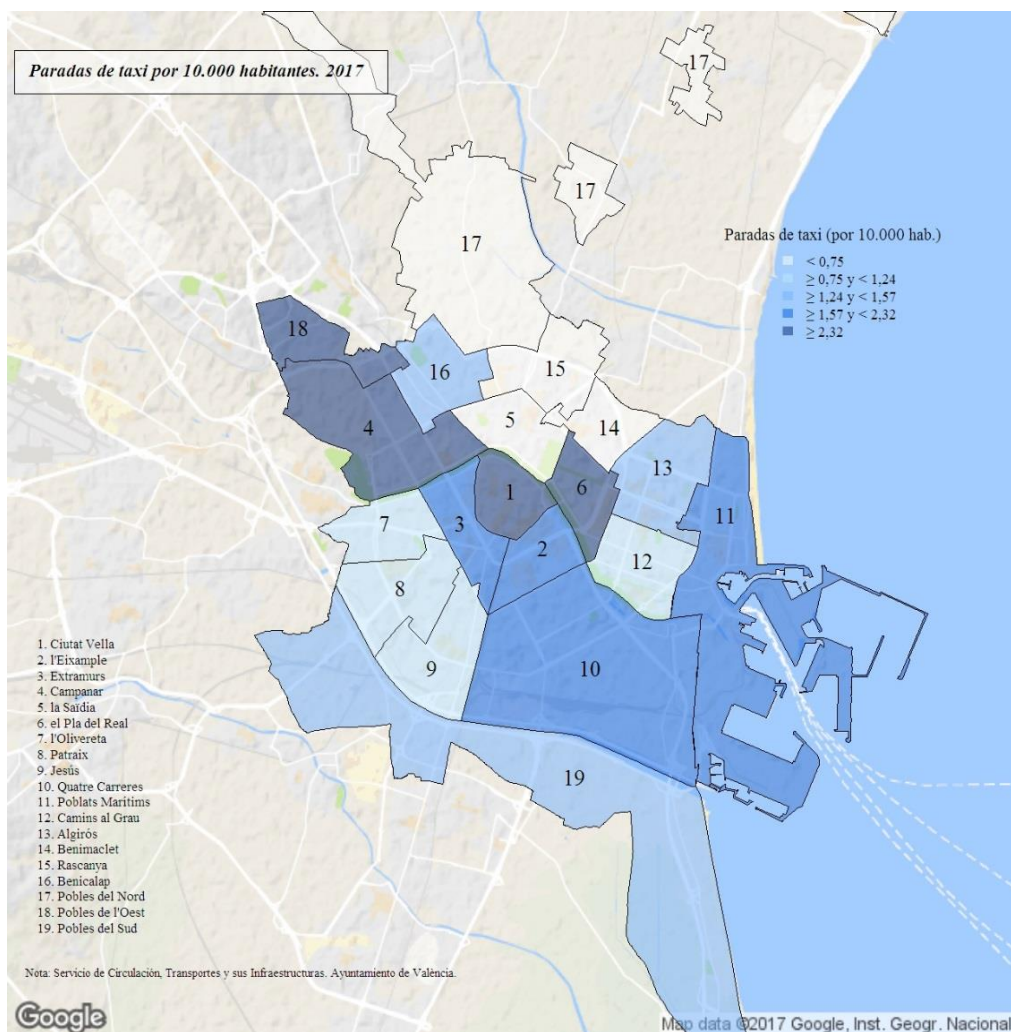 Paradas de taxi por 10.000 habitantes. 2017
17
17
17
Paradas de taxi (por 10.000 hab.)
< 0,75
≥ 0,75 y < 1,24
≥ 1,24 y < 1,57
≥ 1,57 y < 2,32
≥ 2,32
18
16
15
5
4
14
13
6
1
11
7
3
2
12
8
9
10
19
1. Ciutat Vella
2. l'Eixample
3. Extramurs
4. Campanar
5. la Saïdia
6. el Pla del Real
7. l'Olivereta
8. Patraix
9. Jesús
10. Quatre Carreres
11. Poblats Marítims
12. Camins al Grau
13. Algirós
14. Benimaclet
15. Rascanya
16. Benicalap
17. Pobles del Nord
18. Pobles de l'Oest
19. Pobles del Sud
Nota: Servicio de Circulación, Transportes y sus Infraestructuras. Ayuntamiento de València.
Google
Map data ©2017 Google, Inst. Geogr. Nacional